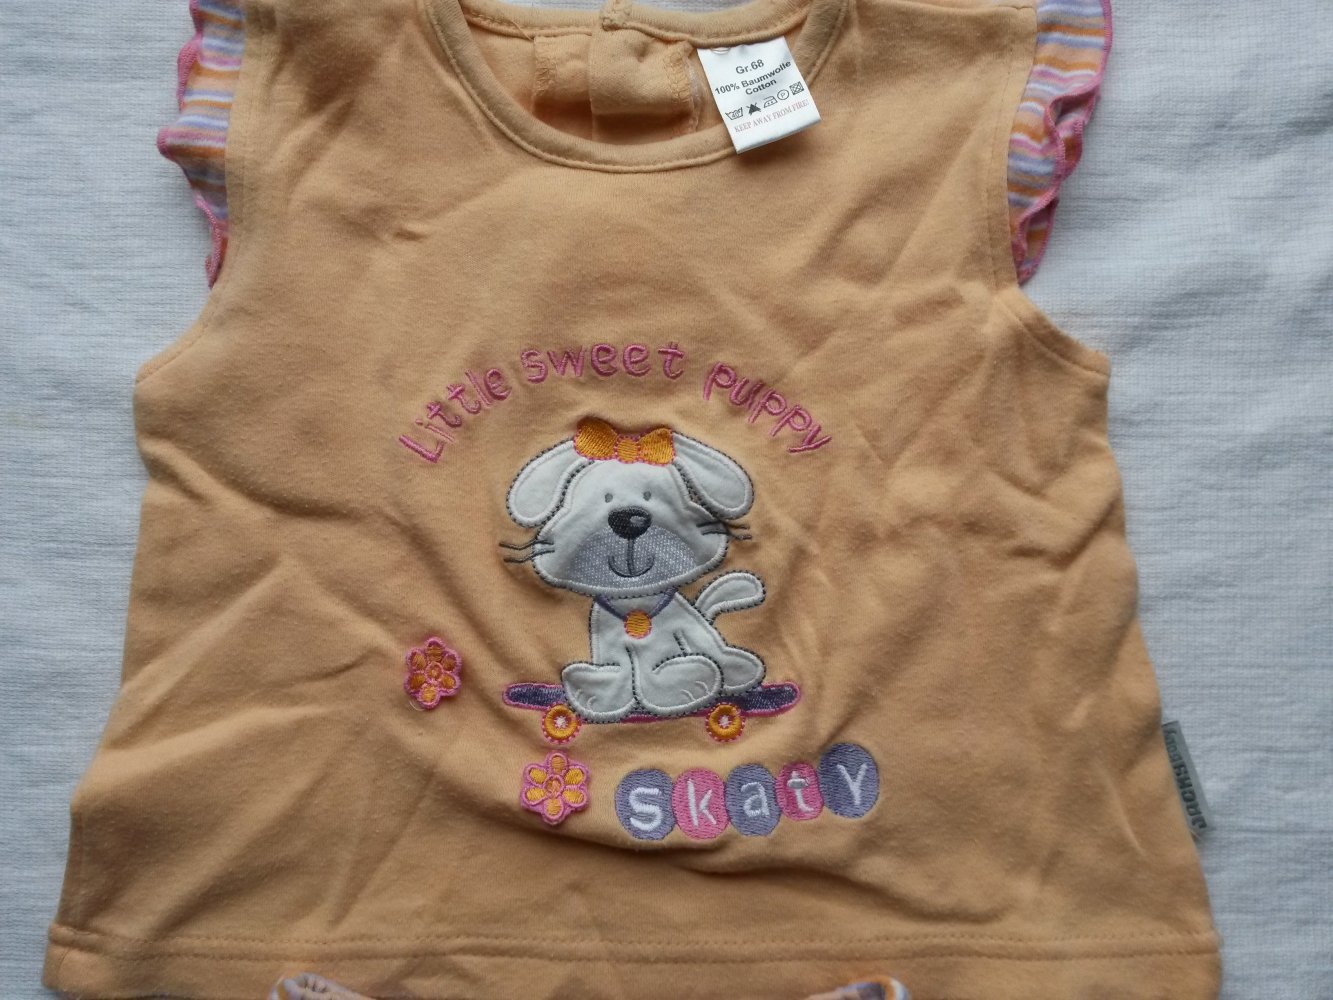 Gr.68
100% Baumwolle
Cotton
KEEP AWAY FROM FIRE!
Little sweet puppy
skaty